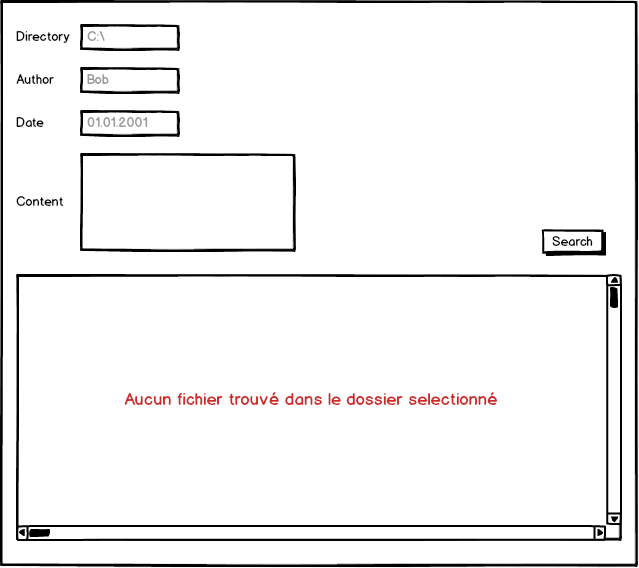 Directory C:\
Author Bob
Date 01.01.2001
Content
Search
Aucun fichier trouvé dans le dossier selectionné